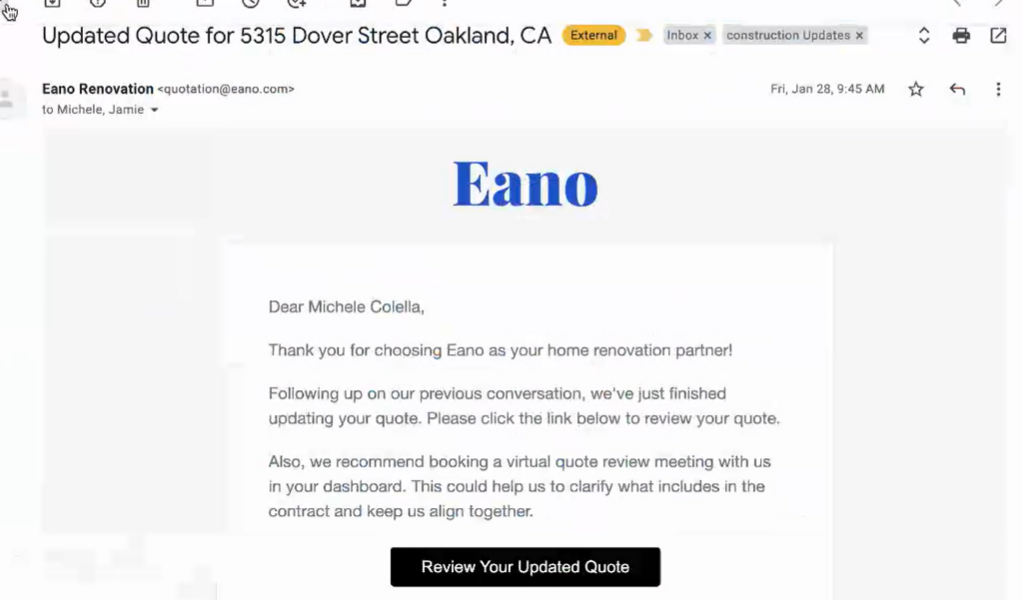 Updated Quote for 5315 Dover Street Oakland, CA External Inbox × construction Updates ×
Eano Renovation <quotation@eano.com> Fri, Jan 28, 9:45 AM
to Michele, Jamie
Eano
Dear Michele Colella,
Thank you for choosing Eano as your home renovation partner!
Following up on our previous conversation, we've just finished
updating your quote. Please click the link below to review your quote.
Also, we recommend booking a virtual quote review meeting with us
in your dashboard. This could help us to clarify what includes in the
contract and keep us align together.
Review Your Updated Quote